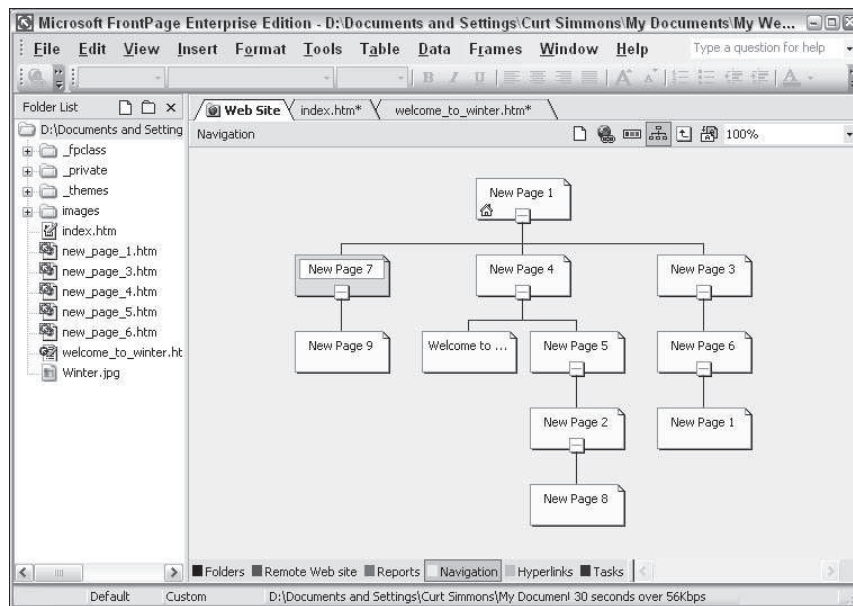 Microsoft FrontPage Enterprise Edition - D:\Documents and Settings\Curt Simmons\My Documents\My We...
File Edit View Insert Format Tools Table Data Frames Window Help Type a question for help
B I U A A A
Folder List
Web Site index.htm* welcome_to_winter.htm*
D:\Documents and Setting
Navigation 100%
_fpclass
_private
_themes
images
index.htm
new_page_1.htm
new_page_3.htm
new_page_4.htm
new_page_5.htm
new_page_6.htm
welcome_to_winter.ht
Winter.jpg
New Page 1
New Page 7 New Page 4 New Page 3
New Page 9 Welcome to ... New Page 5 New Page 6
New Page 2 New Page 1
New Page 8
Folders Remote Web site Reports Navigation Hyperlinks Tasks
Default Custom D:\Documents and Settings\Curt Simmons\My Document 30 seconds over 56Kbps